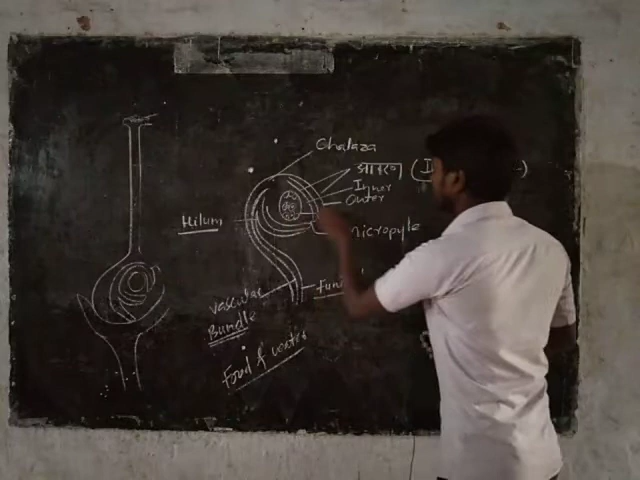 Chalaza
आवरण (I )
Inner
Outer
Hilum
Micropyle
Fun
vascular
Bundle
Food & water